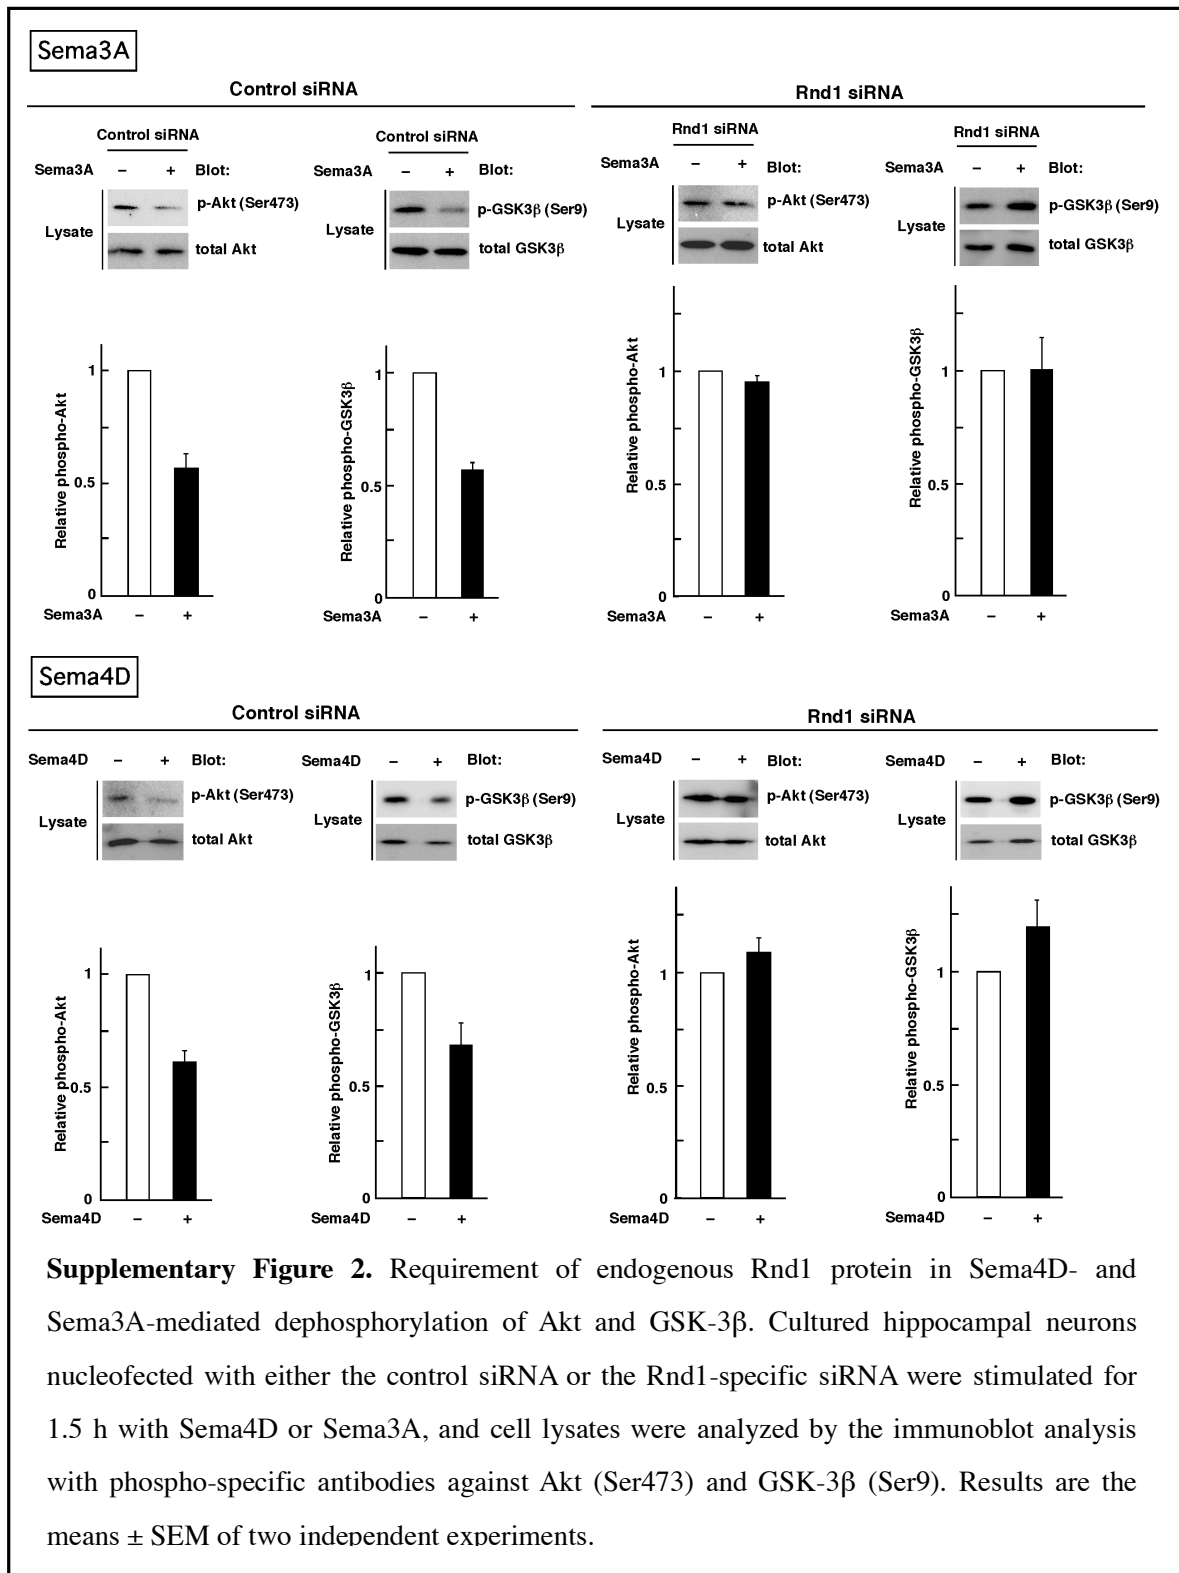 Sema3A
Control siRNA
Rnd1 siRNA
Control siRNA
Sema3A – + Blot:
p-Akt (Ser473)
Lysate
total Akt
Control siRNA
Sema3A – + Blot:
p-GSK3β (Ser9)
Lysate
total GSK3β
Rnd1 siRNA
Sema3A – + Blot:
p-Akt (Ser473)
Lysate
total Akt
Rnd1 siRNA
Sema3A – + Blot:
p-GSK3β (Ser9)
Lysate
total GSK3β
Relative phospho-Akt
1
0.5
0
Sema3A – +
Relative phospho-GSK3β
1
0.5
0
Sema3A – +
Relative phospho-Akt
1
0.5
0
Sema3A – +
Relative phospho-GSK3β
1
0.5
0
Sema3A – +
Sema4D
Control siRNA
Rnd1 siRNA
Sema4D – + Blot:
p-Akt (Ser473)
Lysate
total Akt
Sema4D – + Blot:
p-GSK3β (Ser9)
Lysate
total GSK3β
Sema4D – + Blot:
p-Akt (Ser473)
Lysate
total Akt
Sema4D – + Blot:
p-GSK3β (Ser9)
Lysate
total GSK3β
Relative phospho-Akt
1
0.5
0
Sema4D – +
Relative phospho-GSK3β
1
0.5
0
Sema4D – +
Relative phospho-Akt
1
0.5
0
Sema4D – +
Relative phospho-GSK3β
1
0.5
0
Sema4D – +
Supplementary Figure 2. Requirement of endogenous Rnd1 protein in Sema4D- and
Sema3A-mediated dephosphorylation of Akt and GSK-3β. Cultured hippocampal neurons
nucleofected with either the control siRNA or the Rnd1-specific siRNA were stimulated for
1.5 h with Sema4D or Sema3A, and cell lysates were analyzed by the immunoblot analysis
with phospho-specific antibodies against Akt (Ser473) and GSK-3β (Ser9). Results are the
means ± SEM of two independent experiments.